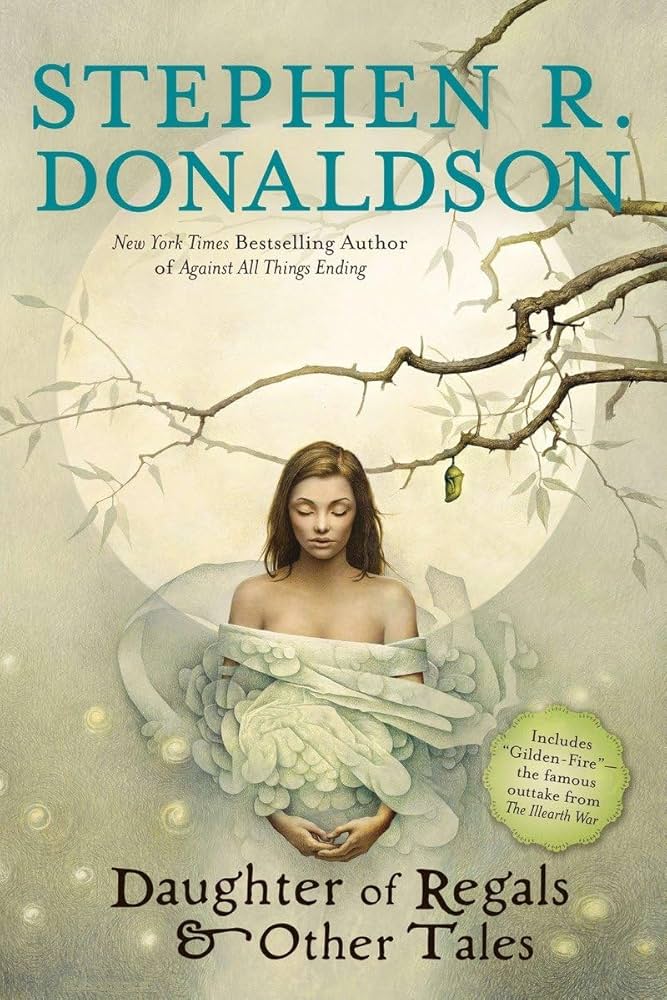 STEPHEN R.
DONALDSON
New York Times Bestselling Author
of Against All Things Ending
Includes
“Gilden-Fire”—
the famous
outtake from
The Illearth War
Daughter of Regals
& Other Tales